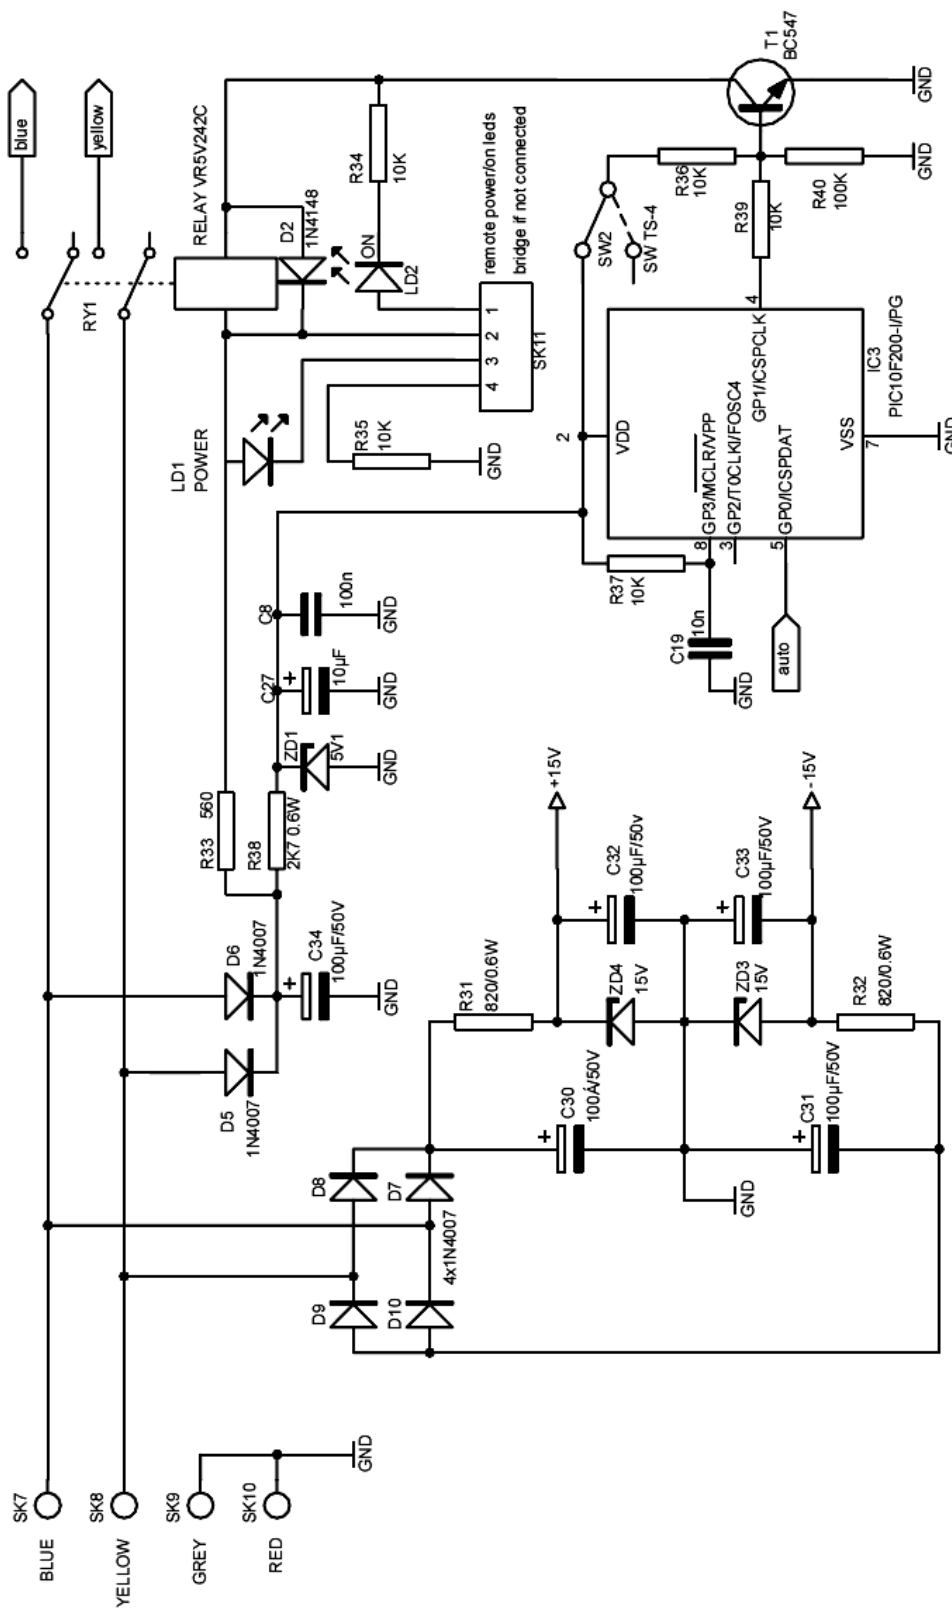 SK7
BLUE
SK8
YELLOW
SK9
GREY
SK10
RED
GND
D9
D10
D8
D7
4x1N4007
D5
1N4007
D6
1N4007
C34
100µF/50V
GND
R33
560
R38
2K7 0.6W
ZD1
5V1
GND
C27
10µF
GND
C8
100n
GND
LD1
POWER
R35
10K
GND
RY1
RELAY VR5V242C
D2
1N4148
ON
LD2
R34
10K
blue
yellow
remote power/on leds
bridge if not connected
1
2
3
4
SK11
C30
100Å/50V
C31
100µF/50V
GND
R31
820/0.6W
R32
820/0.6W
ZD4
15V
ZD3
15V
C32
100µF/50v
C33
100µF/50V
+15V
-15V
auto
C19
10n
GND
R37
10K
2
VDD
8
GP3/MCLR/VPP
3
GP2/T0CLKI/FOSC4
5
GP0/ICSPDAT
GP1/ICSPCLK
4
VSS
7
GND
IC3
PIC10F200-I/PG
SW2
SW TS-4
R36
10K
R39
10K
R40
100K
GND
T1
BC547
GND